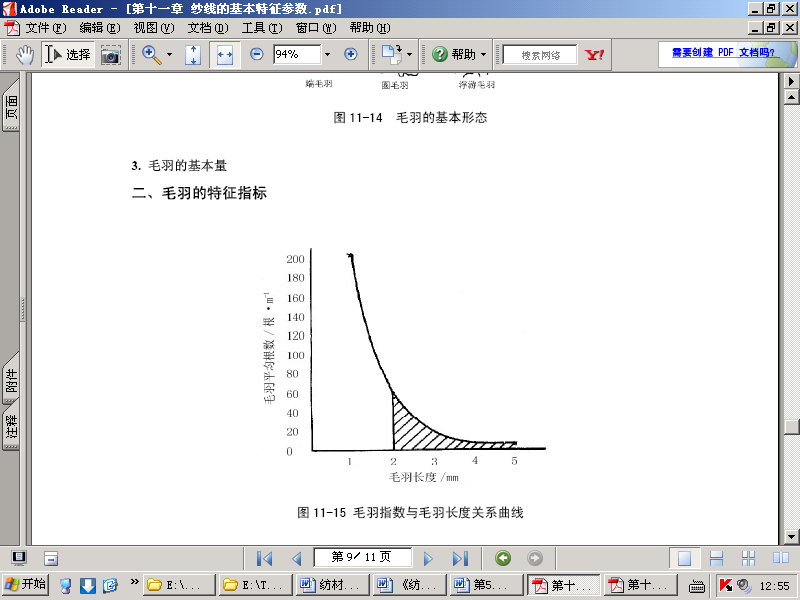 Adobe Reader - [第十一章 纱线的基本特征参数.pdf]
文件(F) 编辑(E) 视图(V) 文档(D) 工具(T) 窗口(W) 帮助(H)
选择 94% 帮助 搜索网络 Y! 需要创建 PDF 文档吗?
页面
附件
注释
端毛羽 圈毛羽 浮游毛羽
图 11-14 毛羽的基本形态
3. 毛羽的基本量
二、毛羽的特征指标
毛羽平均根数 / 根·m⁻¹
200
180
160
140
120
100
80
60
40
20
0
1 2 3 4 5
毛羽长度 /mm
图 11-15 毛羽指数与毛羽长度关系曲线
第 9/ 11 页
开始 » E:\... E:\T... 纺材... 《纺... 第5... 第十... 第十... 12:55